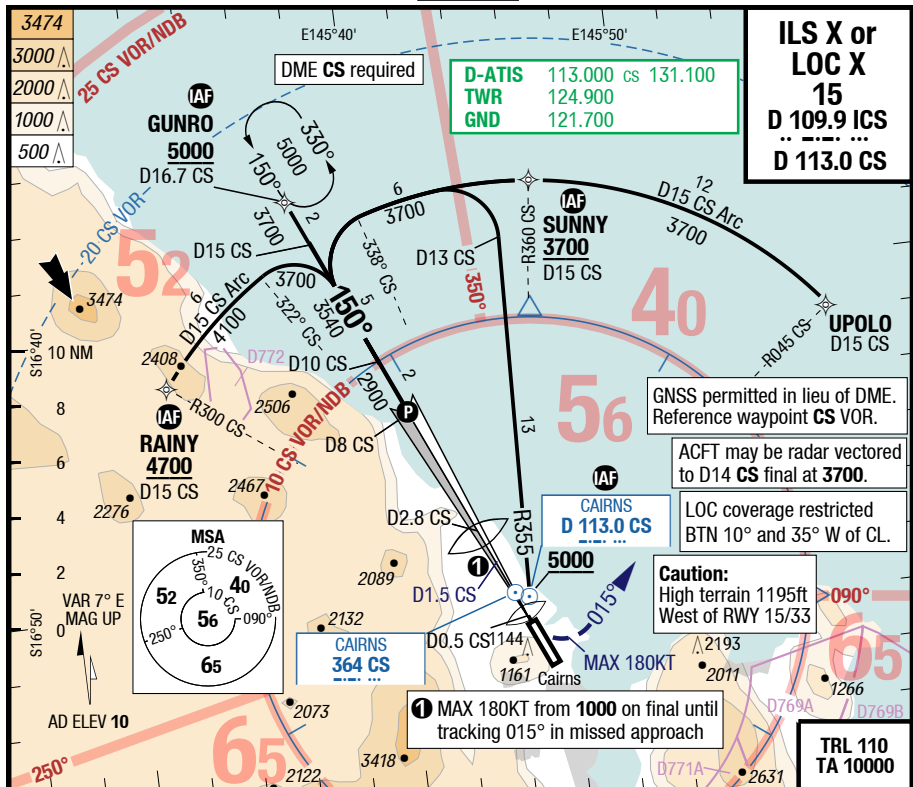 3474
3000
2000
1000
500
25 CS VOR/NDB
E145°40'
E145°50'
DME CS required
D-ATIS 113.000 CS 131.100
TWR 124.900
GND 121.700
ILS X or
LOC X
15
D 109.9 ICS
D 113.0 CS
IAF
GUNRO
5000
D16.7 CS
330°
5000
150°
2
3700
D15 CS
20 CS VOR
52
6
3700
338° CS
D13 CS
350°
R360 CS
IAF
SUNNY
3700
D15 CS
12
D15 CS Arc
3700
40
UPOLO
D15 CS
R045 CS
3474
10 NM
S16°40'
6
D15 CS Arc
4100
3700
322° CS
5
3540
150°
D10 CS
2
2900
2408
D772
2506
R300 CS
IAF
RAINY
4700
D15 CS
10 CS VOR/NDB
P
D8 CS
13
56
GNSS permitted in lieu of DME.
Reference waypoint CS VOR.
ACFT may be radar vectored
to D14 CS final at 3700.
LOC coverage restricted
BTN 10° and 35° W of CL.
8
6
4
2
0
S16°50'
2467
2276
D2.8 CS
R355
IAF
CAIRNS
D 113.0 CS
5000
1
D1.5 CS
2089
2132
MSA
25 CS VOR/NDB
350°
10 CS
52
40
56
090°
250°
65
VAR 7° E
MAG UP
AD ELEV 10
CAIRNS
364 CS
D0.5 CS
1144
1161
Cairns
015°
MAX 180KT
Caution:
High terrain 1195ft
West of RWY 15/33
090°
2193
2011
1266
65
D769A
D769B
1 MAX 180KT from 1000 on final until
tracking 015° in missed approach
2073
250°
65
2122
3418
D771A
2631
TRL 110
TA 10000